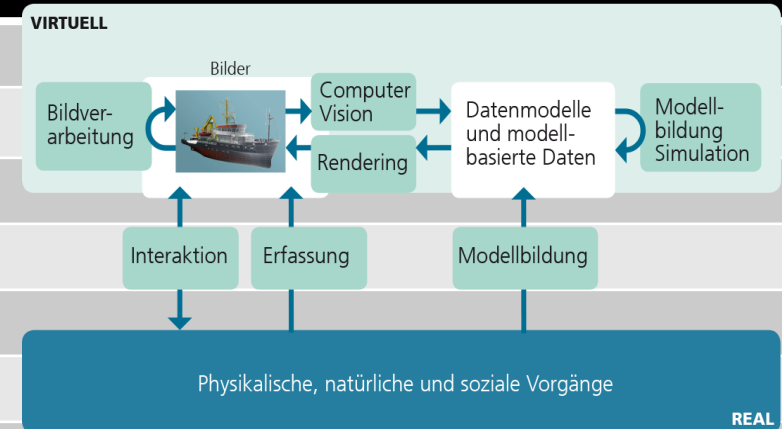 VIRTUELL
Bilder
Bildver-
arbeitung
Computer
Vision
Rendering
Datenmodelle
und modell-
basierte Daten
Modell-
bildung
Simulation
Interaktion
Erfassung
Modellbildung
Physikalische, natürliche und soziale Vorgänge
REAL